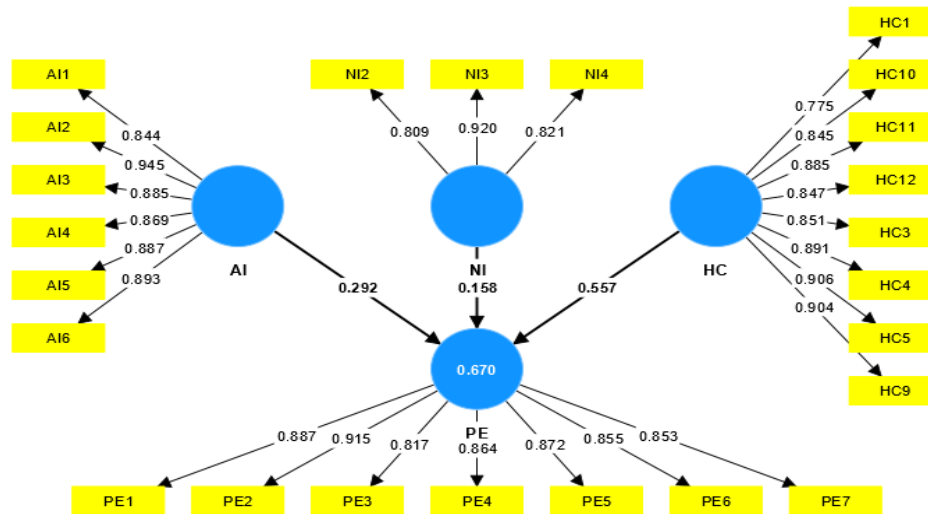 HC1
AI1 NI2 NI3 NI4 HC10
0.775
0.844 0.809 0.920 0.821 0.845
AI2 HC11
0.945 0.885
AI3 HC12
0.885 0.847
0.869 0.851
AI4 HC3
0.887 0.891
AI5 AI NI HC HC4
0.893 0.292 0.158 0.557 0.906
0.904
AI6 HC5
0.670
HC9
PE
0.887 0.915 0.817 0.864 0.872 0.855 0.853
PE1 PE2 PE3 PE4 PE5 PE6 PE7